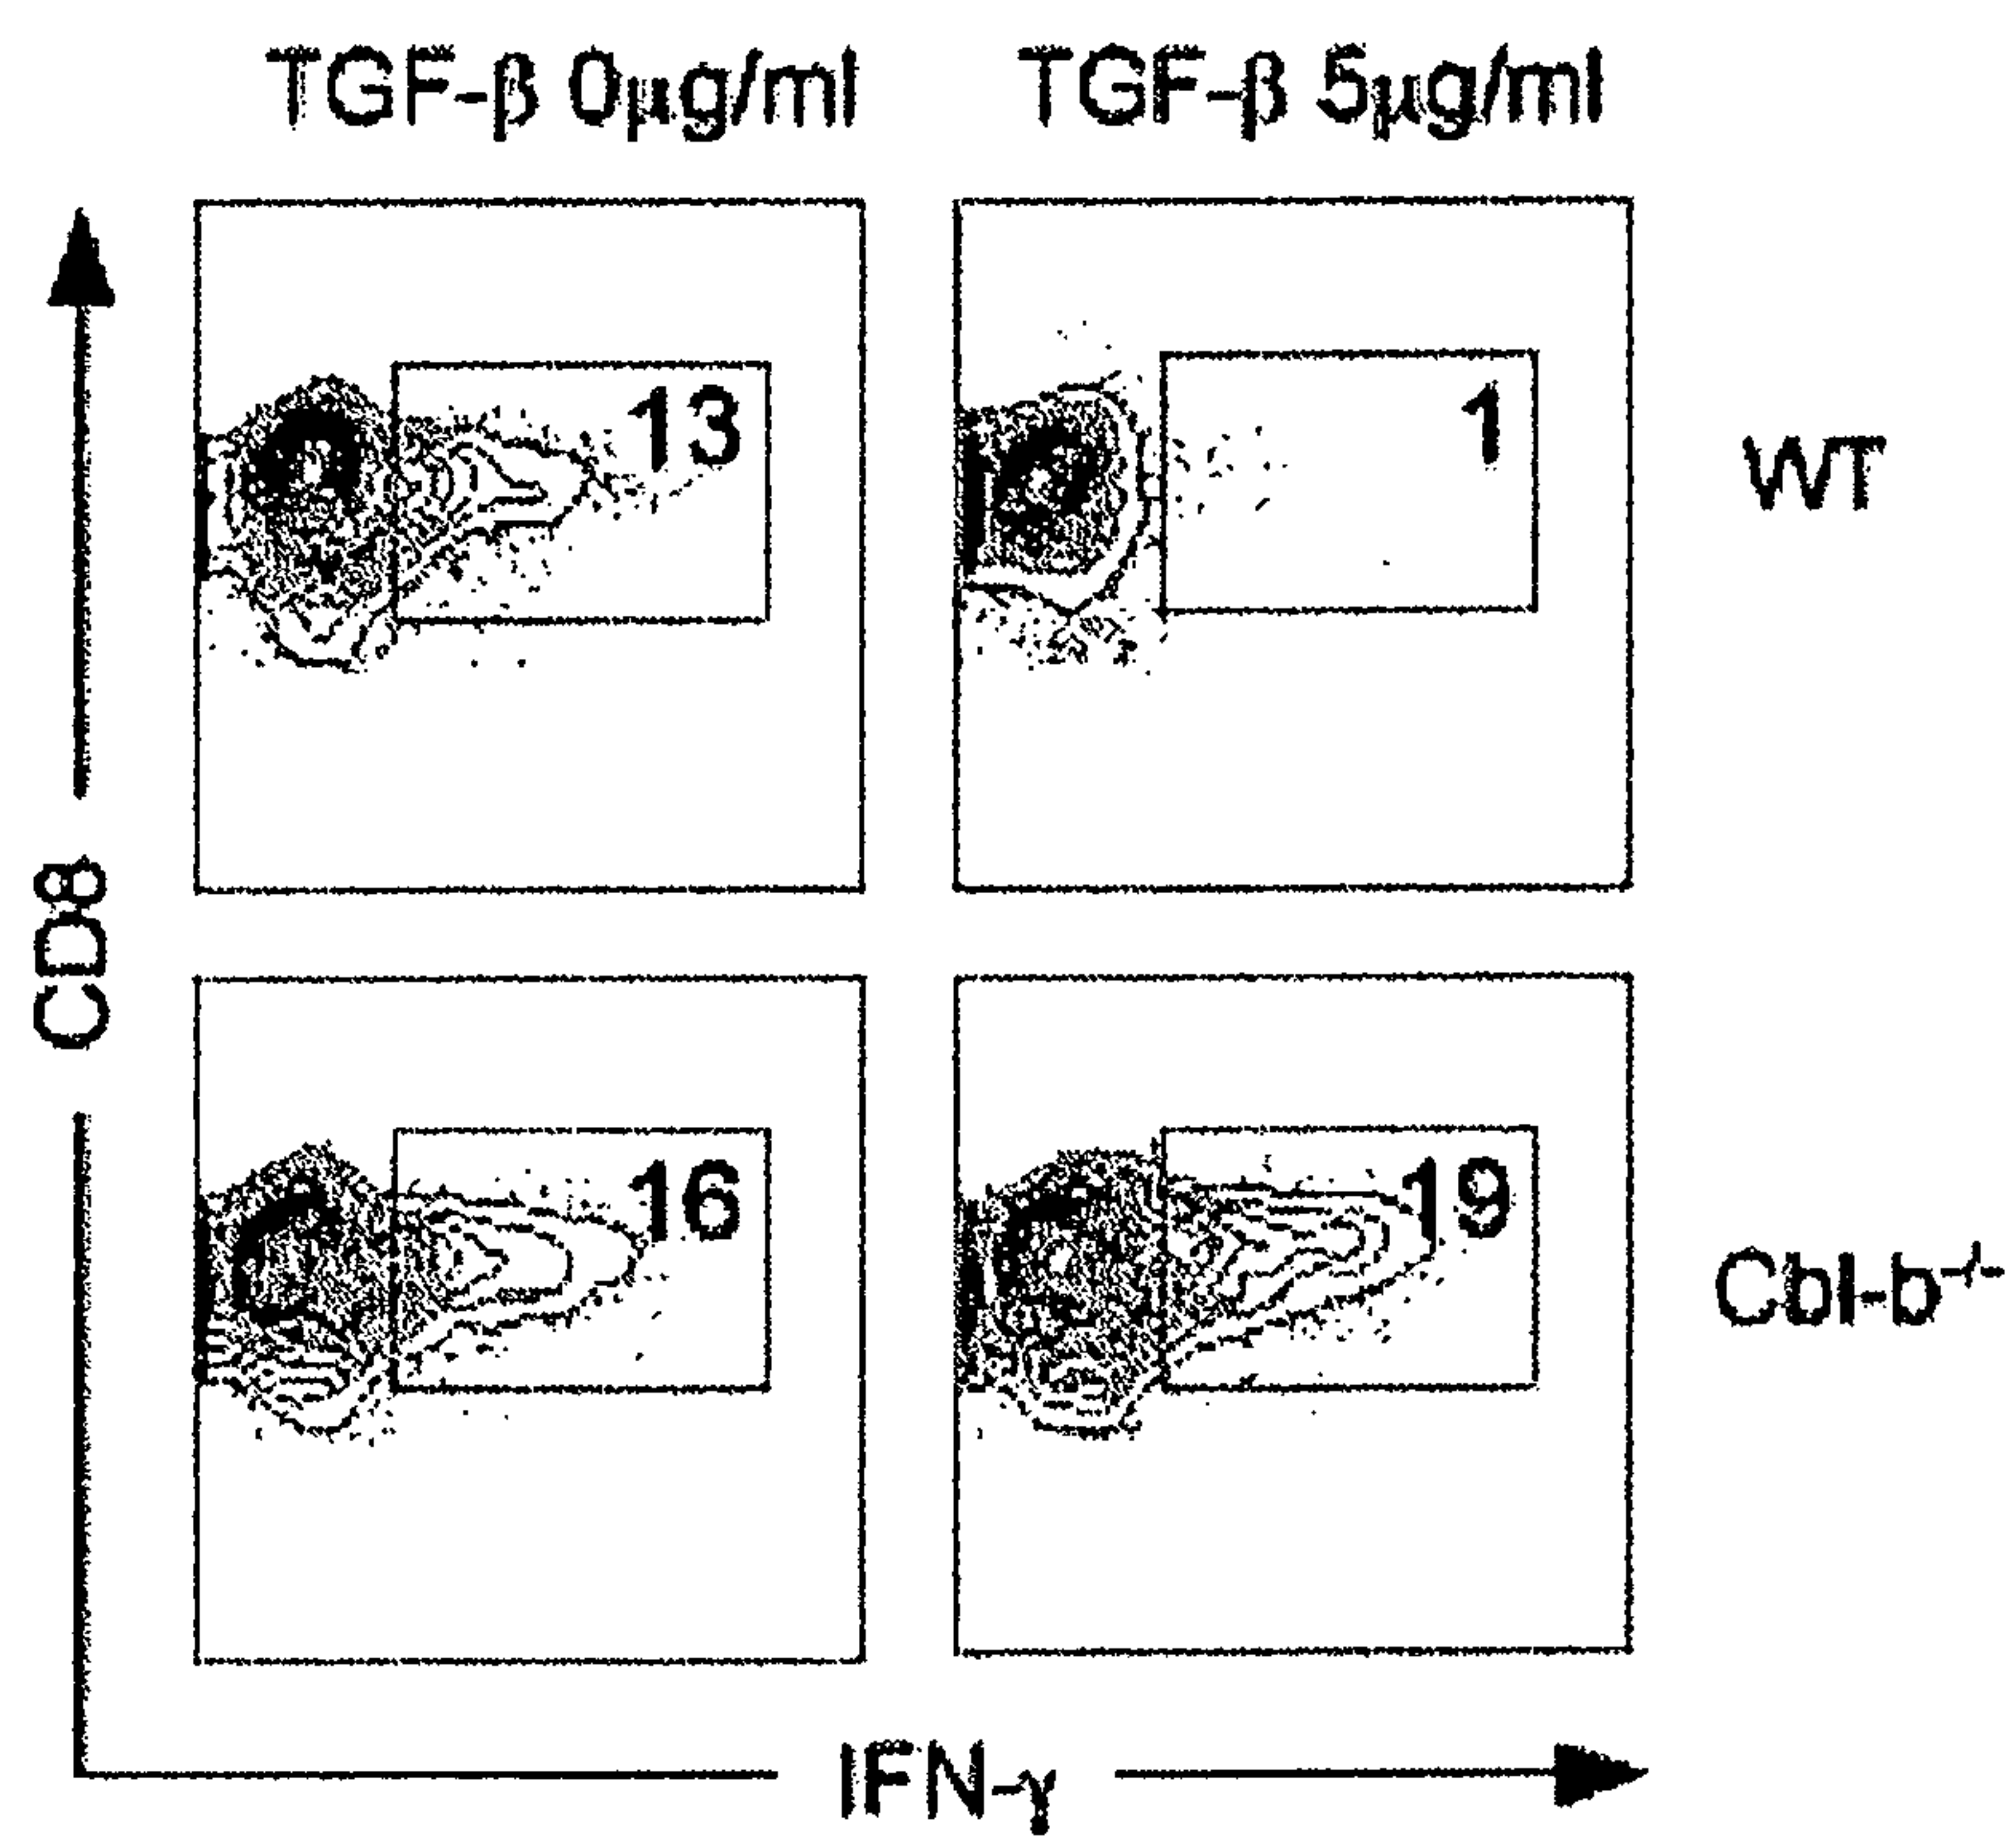 TGF-β 0µg/ml TGF-β 5µg/ml
13 1 WT
CD8
16 19 Cbl-b-/-
IFN-γ